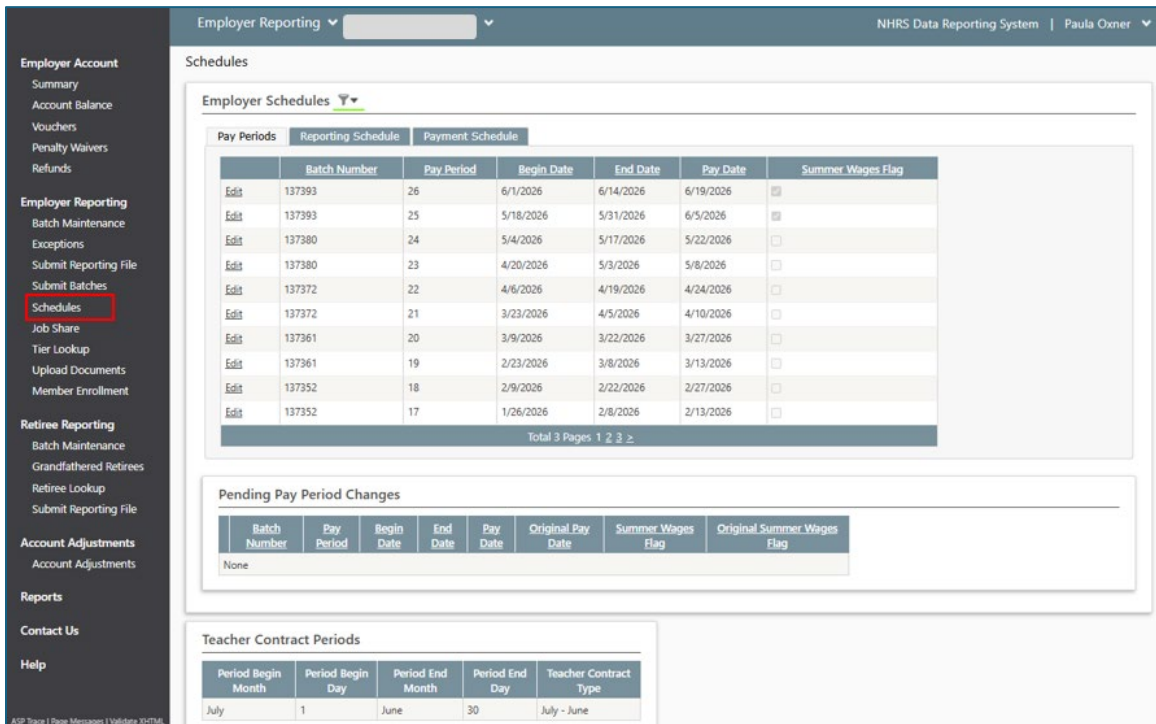 Employer Reporting
NHRS Data Reporting System | Paula Oxner
Employer Account
Summary
Account Balance
Vouchers
Penalty Waivers
Refunds
Employer Reporting
Batch Maintenance
Exceptions
Submit Reporting File
Submit Batches
Schedules
Job Share
Tier Lookup
Upload Documents
Member Enrollment
Retiree Reporting
Batch Maintenance
Grandfathered Retirees
Retiree Lookup
Submit Reporting File
Account Adjustments
Account Adjustments
Reports
Contact Us
Help
ASP Trace | Page Messages | Validate XHTML
Schedules
Employer Schedules
Pay Periods Reporting Schedule Payment Schedule
Batch Number Pay Period Begin Date End Date Pay Date Summer Wages Flag
Edit 137393 26 6/1/2026 6/14/2026 6/19/2026
Edit 137393 25 5/18/2026 5/31/2026 6/5/2026
Edit 137380 24 5/4/2026 5/17/2026 5/22/2026
Edit 137380 23 4/20/2026 5/3/2026 5/8/2026
Edit 137372 22 4/6/2026 4/19/2026 4/24/2026
Edit 137372 21 3/23/2026 4/5/2026 4/10/2026
Edit 137361 20 3/9/2026 3/22/2026 3/27/2026
Edit 137361 19 2/23/2026 3/8/2026 3/13/2026
Edit 137352 18 2/9/2026 2/22/2026 2/27/2026
Edit 137352 17 1/26/2026 2/8/2026 2/13/2026
Total 3 Pages 1 2 3 >
Pending Pay Period Changes
Batch Number Pay Period Begin Date End Date Pay Date Original Pay Date Summer Wages Flag Original Summer Wages Flag
None
Teacher Contract Periods
Period Begin Month Period Begin Day Period End Month Period End Day Teacher Contract Type
July 1 June 30 July - June